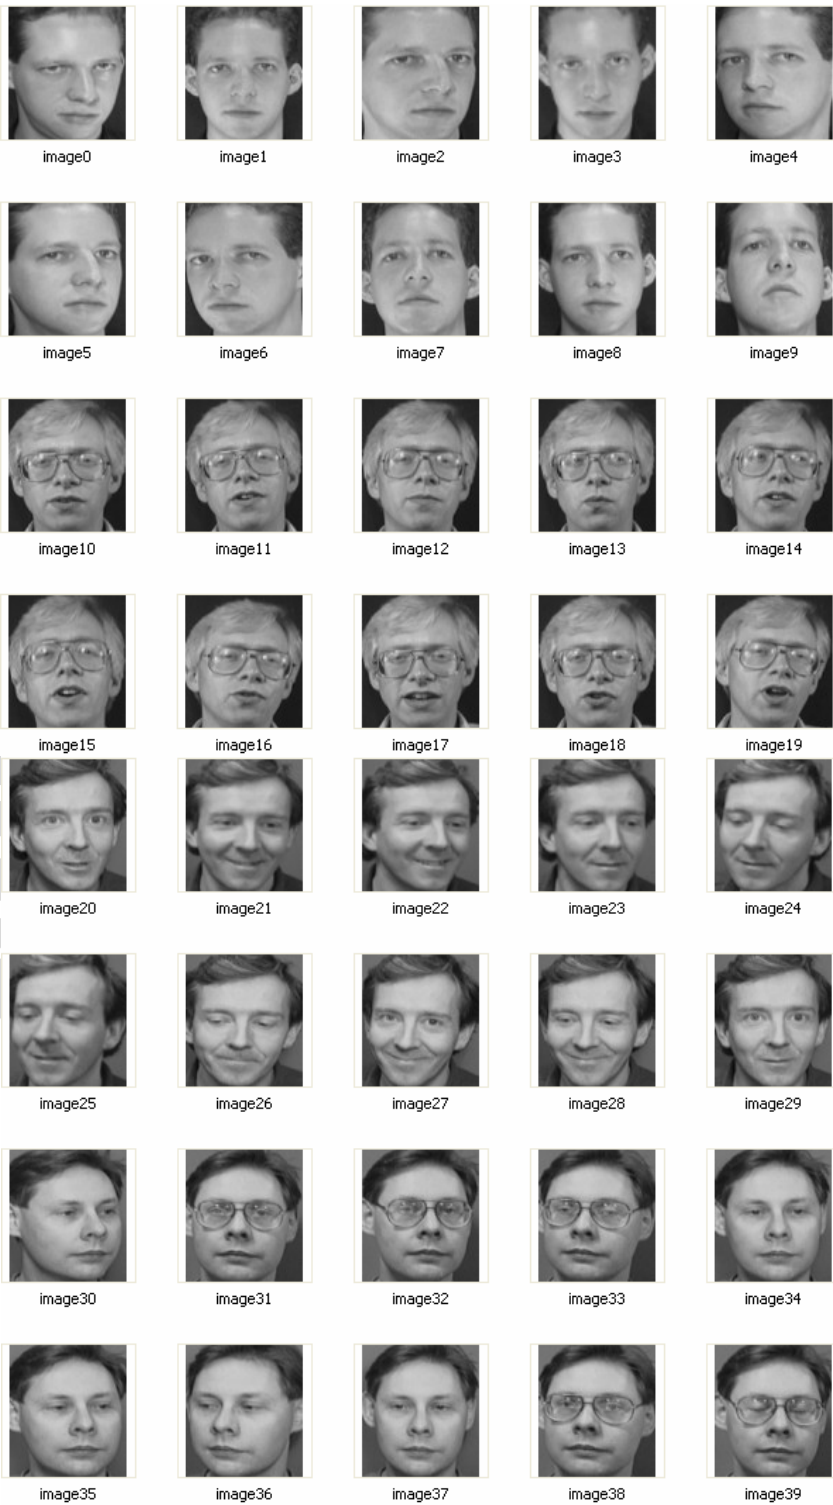 image0 image1 image2 image3 image4
image5 image6 image7 image8 image9
image10 image11 image12 image13 image14
image15 image16 image17 image18 image19
image20 image21 image22 image23 image24
image25 image26 image27 image28 image29
image30 image31 image32 image33 image34
image35 image36 image37 image38 image39